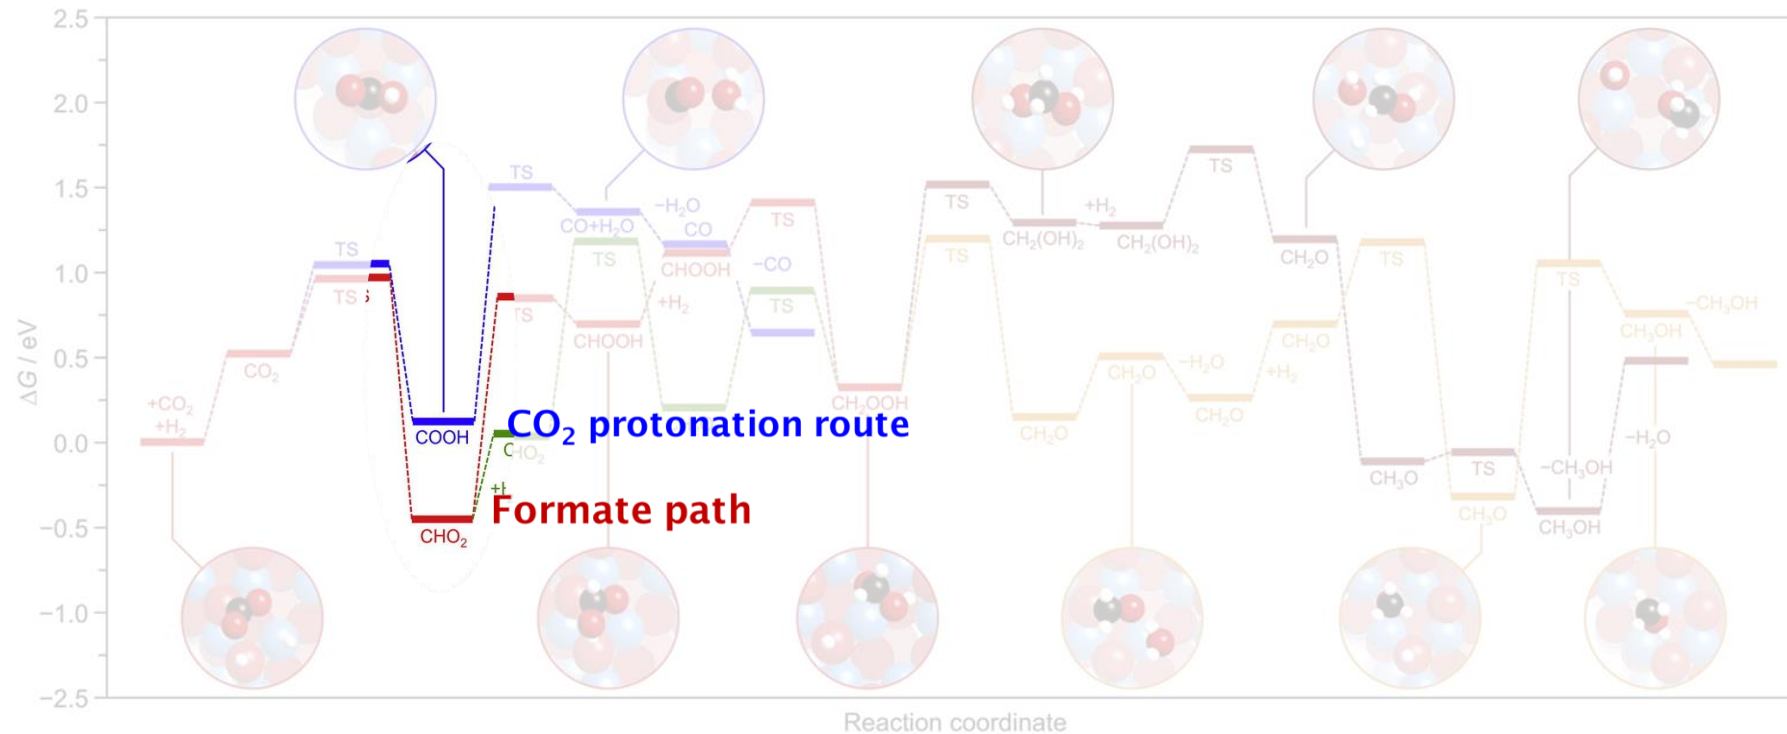 2.5
2.0
1.5
1.0
0.5
0.0
−0.5
−1.0
−1.5
−2.0
−2.5
ΔG / eV
Reaction coordinate
+CO₂
+H₂
CO₂
TS
TS
COOH
CHO₂
TS
CO+H₂O
−H₂O
CO
TS
CHOOH
−CO
TS
TS
CHOOH
+H₂
TS
CH₂OOH
CO₂ protonation route
Formate path
TS
CH₂(OH)₂
+H₂
CH₂(OH)₂
TS
CH₂O
TS
CH₂O
CH₂O
−H₂O
CH₂O
+H₂
CH₂O
TS
CH₃O
TS
CH₃O
−CH₃OH
CH₃OH
TS
CH₃OH
−CH₃OH
−H₂O